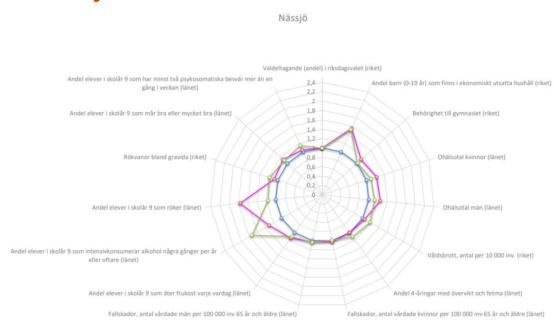 Nässjö
Valdeltagande (andel) i riksdagsvalet (riket)
Andel barn (0-19 år) som finns i ekonomiskt utsatta hushåll (riket)
Behörighet till gymnasiet (riket)
Ohälsotal kvinnor (länet)
Ohälsotal män (länet)
Våldsbrott, antal per 10 000 inv. (riket)
Andel 4-åringar med övervikt och fetma (länet)
Fallskador, antal vårdade kvinnor per 100 000 inv 65 år och äldre (länet)
Fallskador, antal vårdade män per 100 000 inv 65 år och äldre (länet)
Andel elever i skolår 9 som äter frukost varje vardag (länet)
Andel elever i skolår 9 som intensivkonsumerar alkohol några gånger per år
eller oftare (länet)
Andel elever i skolår 9 som röker (länet)
Rökvanor bland gravida (riket)
Andel elever i skolår 9 som mår bra eller mycket bra (länet)
Andel elever i skolår 9 som har minst två psykosomatiska besvär mer än en
gång i veckan (länet)
2,4
2,2
2
1,8
1,6
1,4
1,2
1
0,8
0,6
0,4
0,2
0